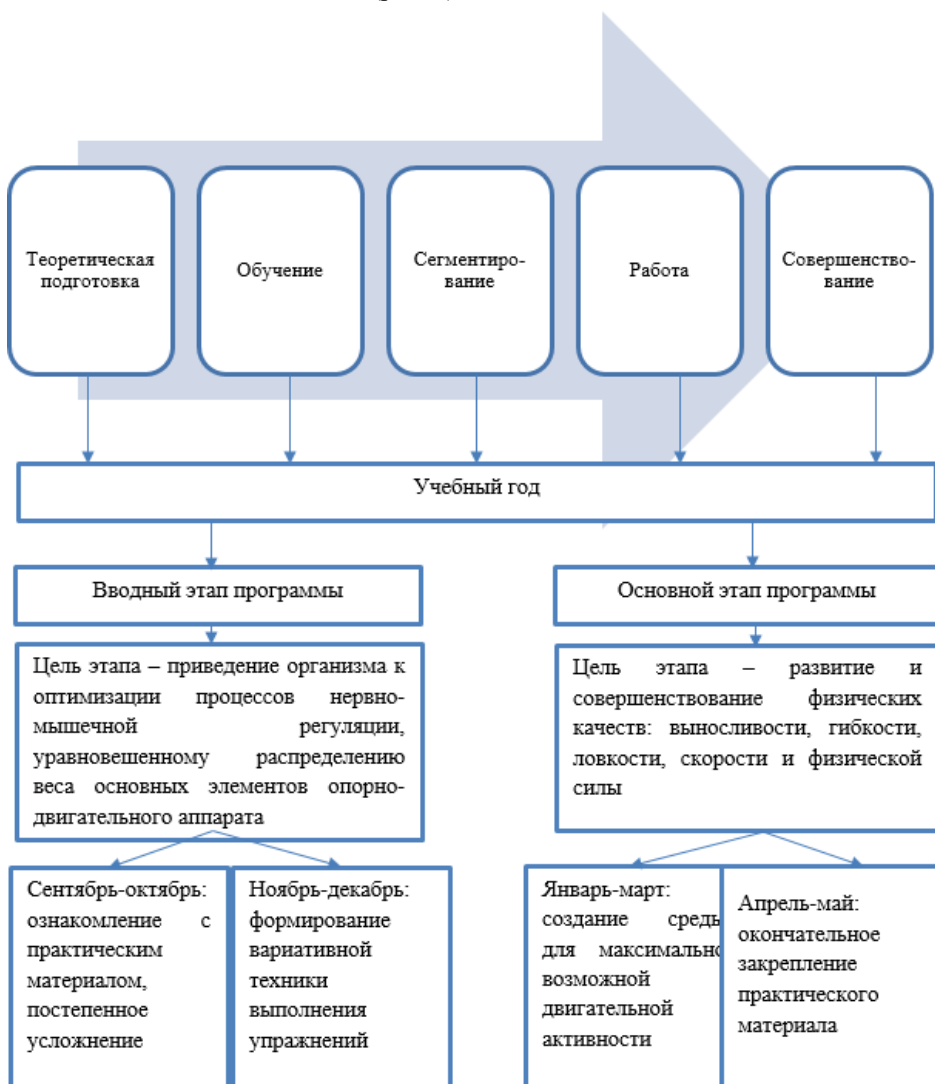 Теоретическая
подготовка
Обучение
Сегментиро-
вание
Работа
Совершенство-
вание
Учебный год
Вводный этап программы
Основной этап программы
Цель этапа – приведение организма к
оптимизации процессов нервно-
мышечной регуляции,
уравновешенному распределению
веса основных элементов опорно-
двигательного аппарата
Цель этапа – развитие и
совершенствование физических
качеств: выносливости, гибкости,
ловкости, скорости и физической
силы
Сентябрь-октябрь:
ознакомление с
практическим
материалом,
постепенное
усложнение
Ноябрь-декабрь:
формирование
вариативной
техники
выполнения
упражнений
Январь-март:
создание среды
для максимально
возможной
двигательной
активности
Апрель-май:
окончательное
закрепление
практического
материала